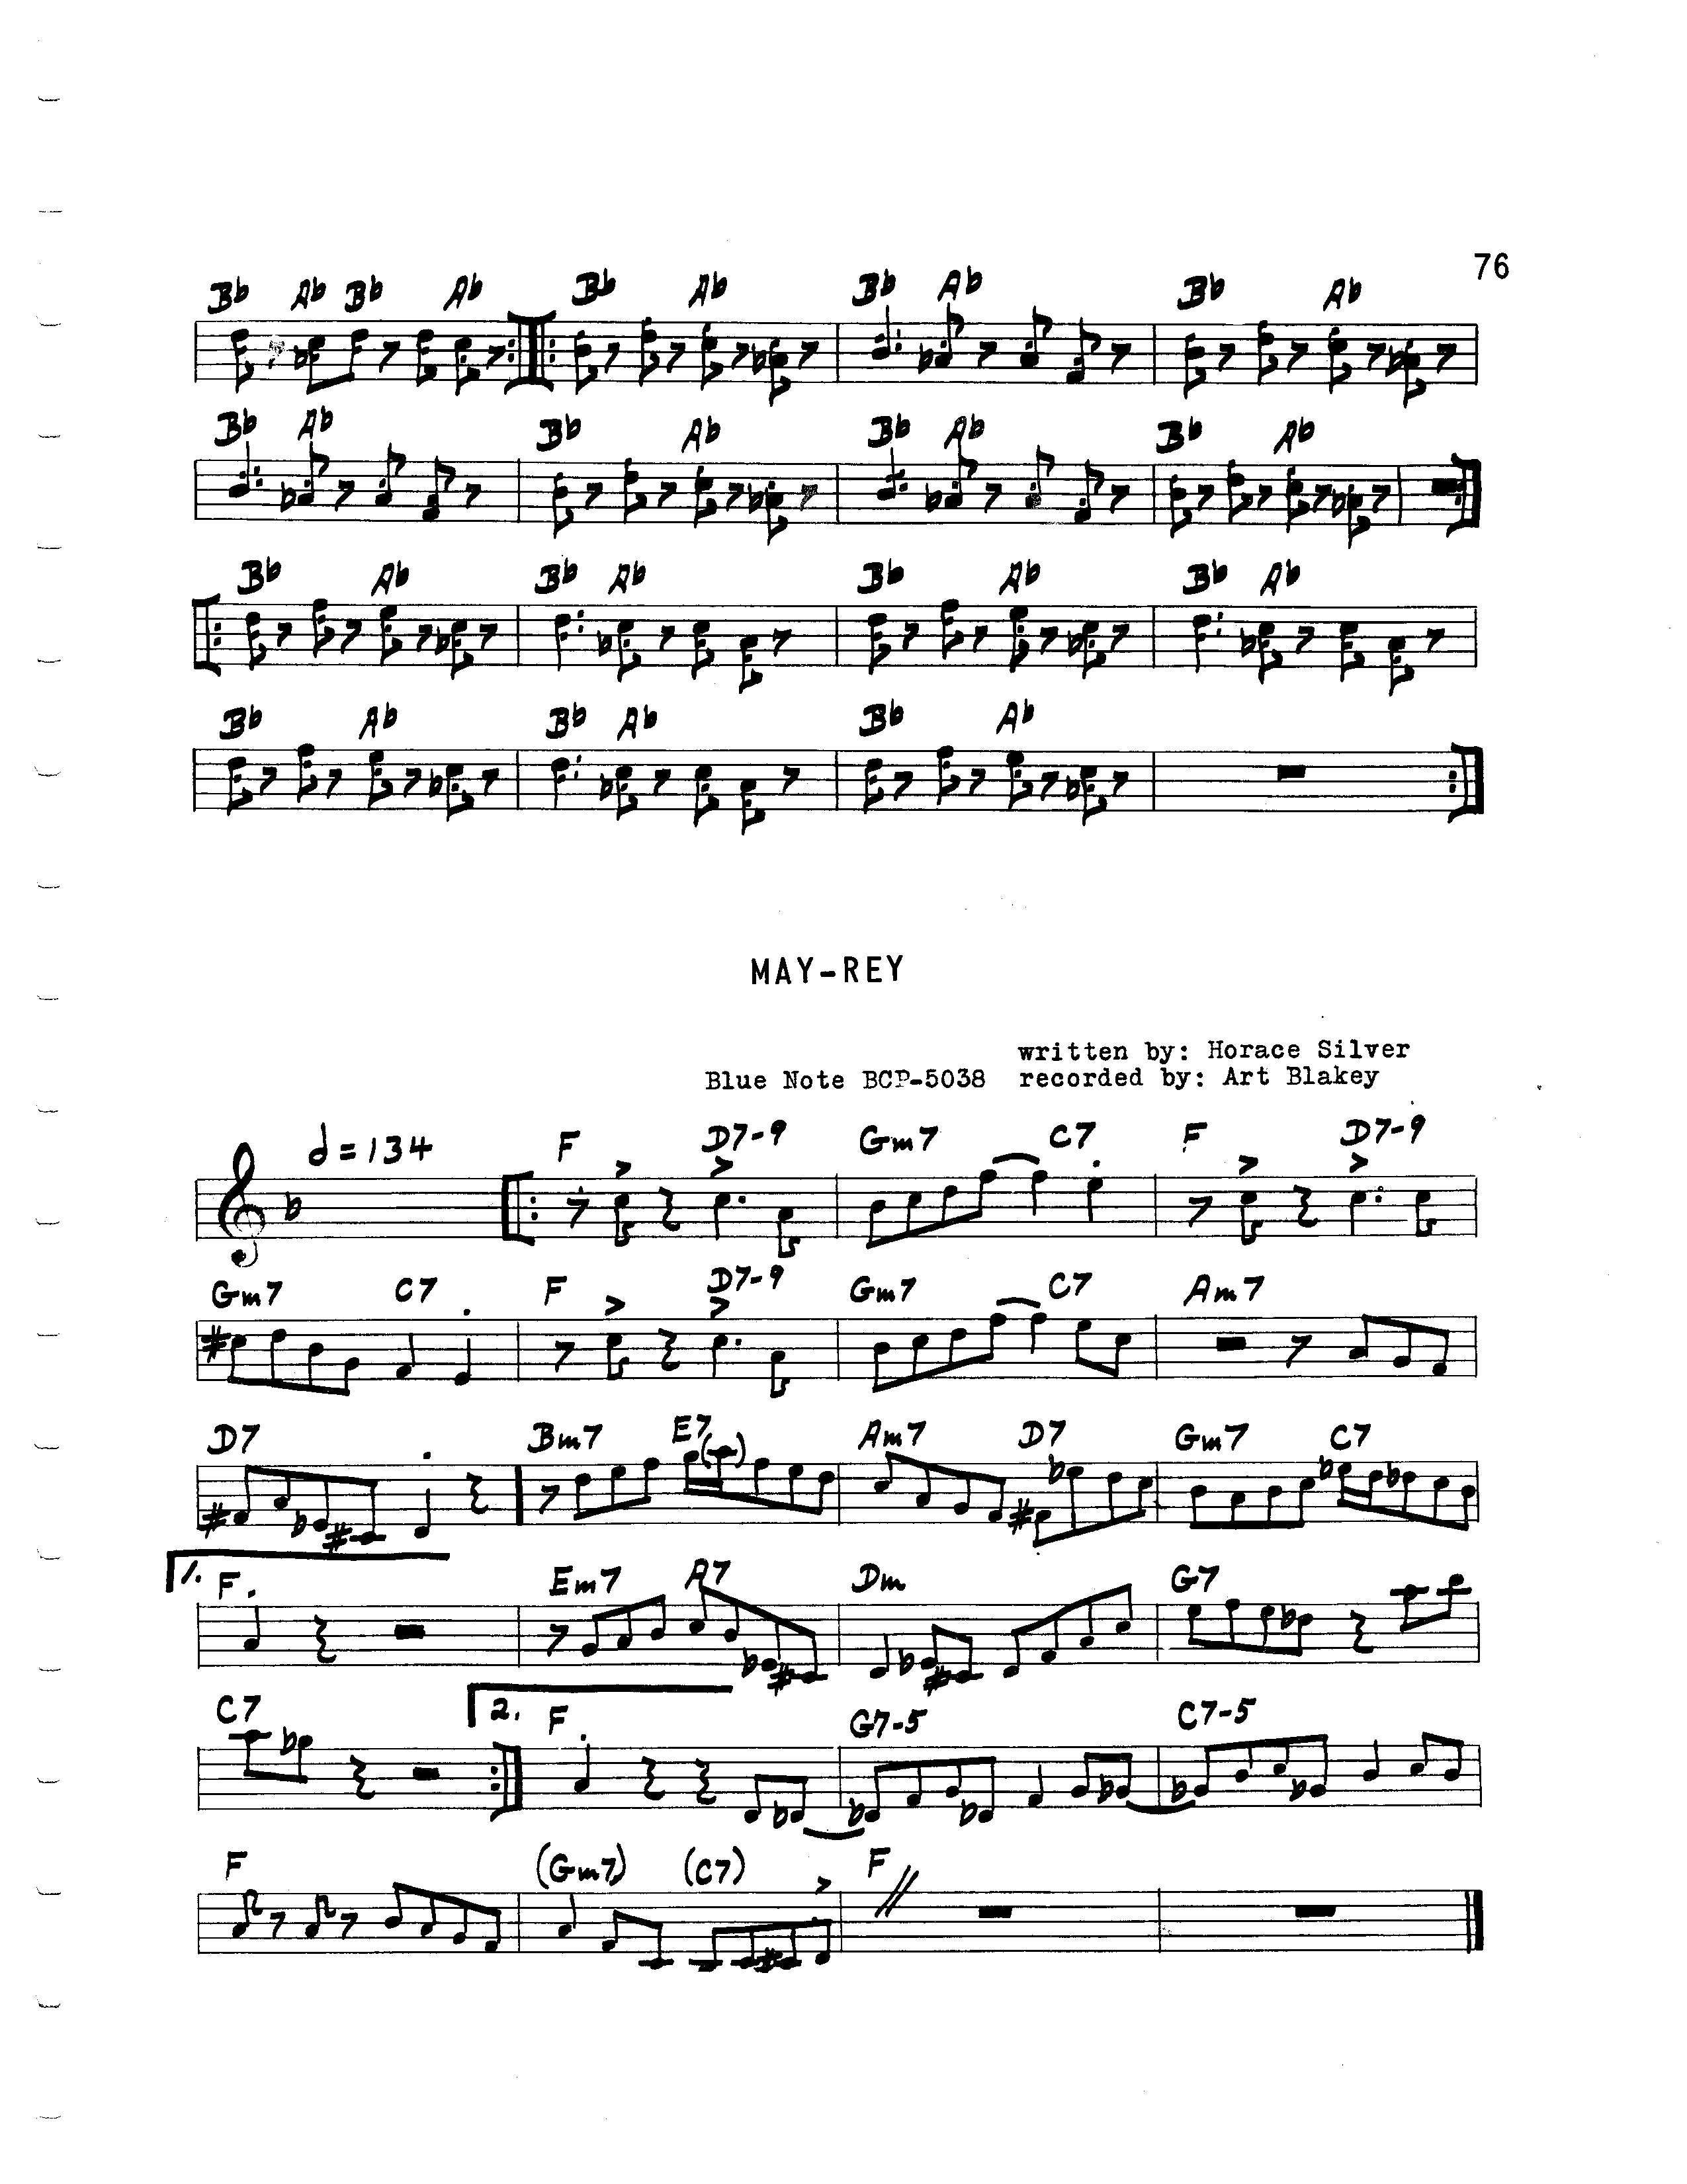 76
Bb Ab Bb Ab Bb Ab Bb Ab Bb Ab
Bb Ab Bb Ab Bb Ab Bb Ab
Bb Ab Bb Ab Bb Ab Bb Ab
Bb Ab Bb Ab Bb Ab
MAY-REY
written by: Horace Silver
Blue Note BCP-5038 recorded by: Art Blakey
= 134 F D7-9 Gm7 C7 F D7-9
Gm7 C7 F D7-9 Gm7 C7 Am7
D7 Bm7 E7 Am7 D7 Gm7 C7
1. F Em7 A7 Dm G7
C7 2. F G7-5 C7-5
F (Gm7) (C7) F //